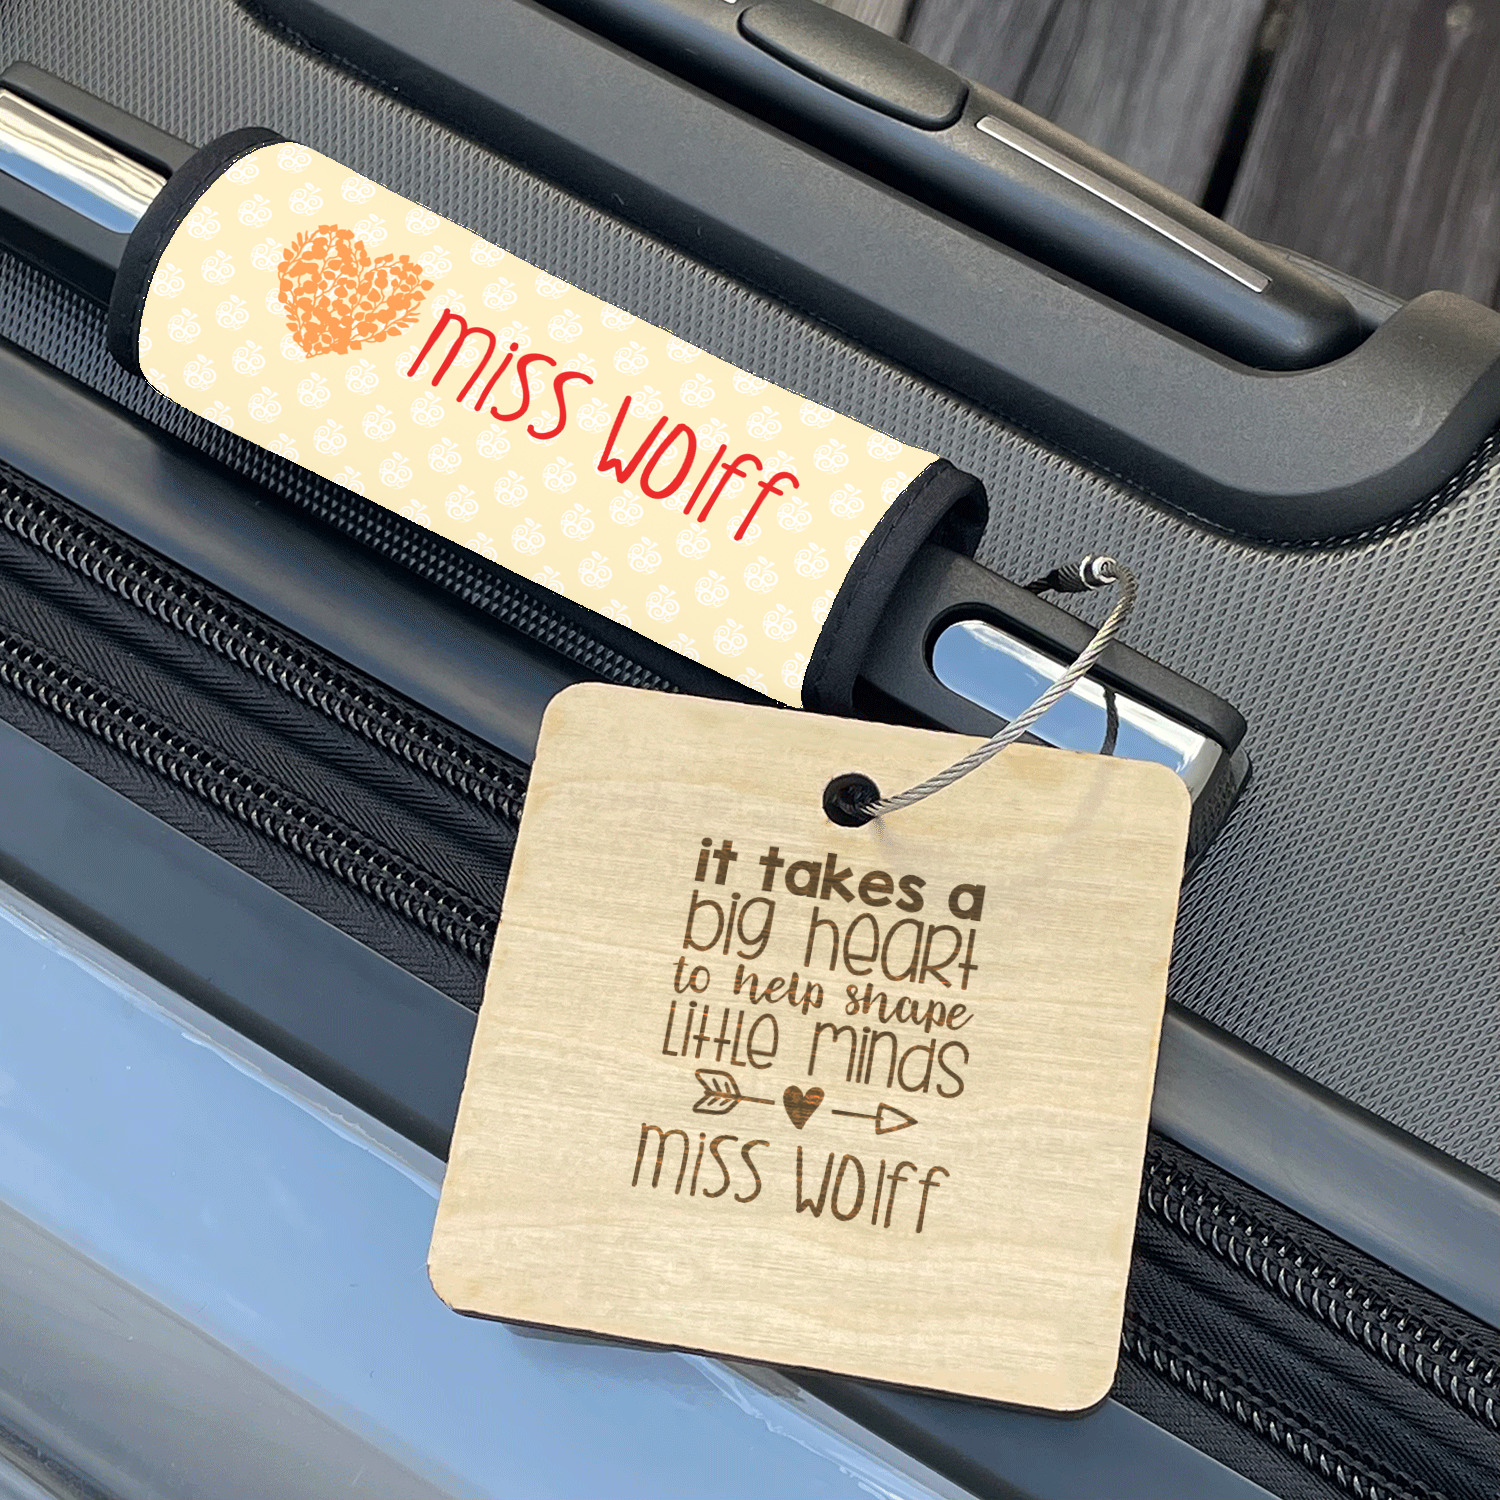 miss wolff
it takes a
big heart
to help shape
little minds
miss wolff